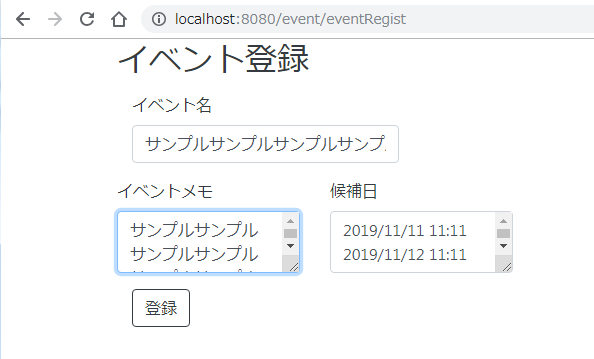 localhost:8080/event/eventRegist
イベント登録
イベント名
サンプルサンプルサンプルサンプ
イベントメモ
候補日
サンプルサンプル
サンプルサンプル
2019/11/11 11:11
2019/11/12 11:11
登録